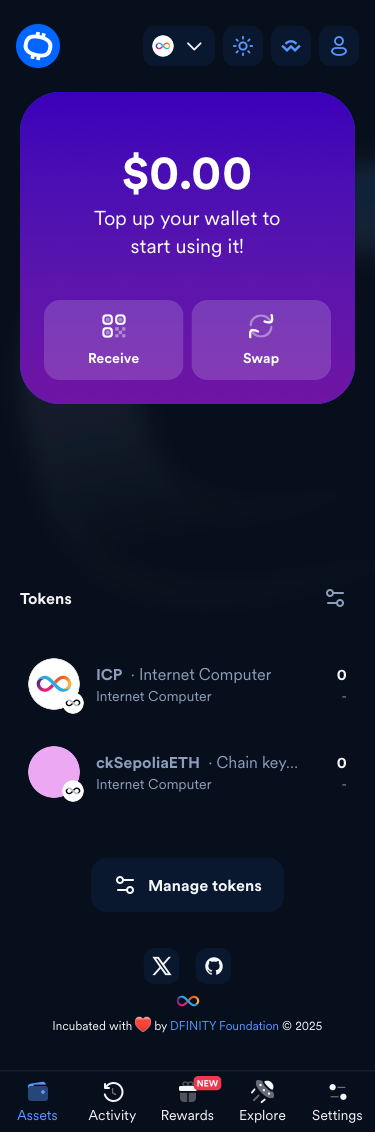 $0.00
Top up your wallet to
start using it!
Receive
Swap
Tokens
ICP · Internet Computer
0
Internet Computer
-
ckSepoliaETH · Chain key...
0
Internet Computer
-
Manage tokens
Incubated with ❤️ by DFINITY Foundation © 2025
NEW
Assets
Activity
Rewards
Explore
Settings